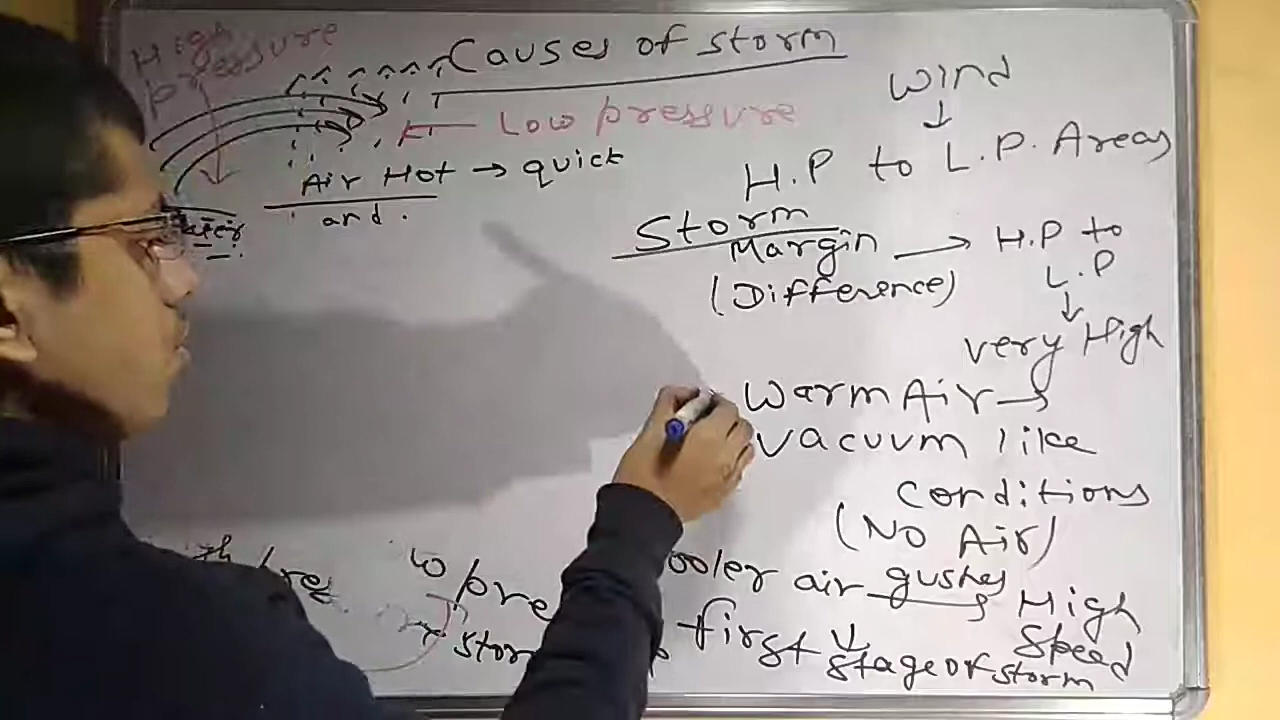 Causes of storm
High
pressure
Low pressure
Air Hot → quick
and
wind
↓
H.P to L.P. Areas
Storm
Margin → H.P to
L.P
(Difference)
↓
very High
Warm Air →
vacuum like
conditions
(No Air)
cooler air gushes → High
Speed
first ↓
stage of storm